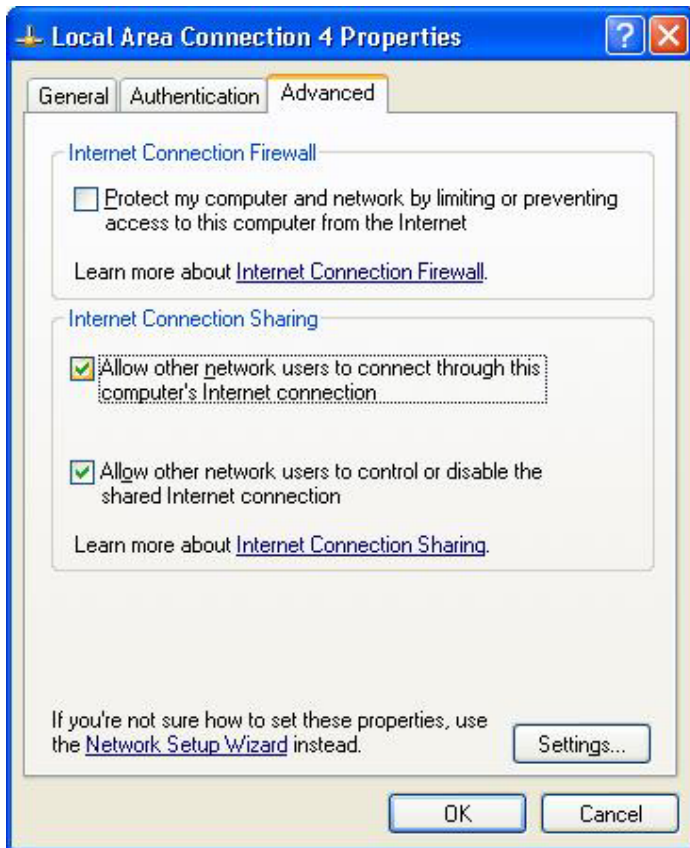 Local Area Connection 4 Properties
General Authentication Advanced
Internet Connection Firewall
Protect my computer and network by limiting or preventing
access to this computer from the Internet
Learn more about Internet Connection Firewall.
Internet Connection Sharing
Allow other network users to connect through this
computer's Internet connection
Allow other network users to control or disable the
shared Internet connection
Learn more about Internet Connection Sharing.
If you're not sure how to set these properties, use
the Network Setup Wizard instead.
Settings...
OK Cancel